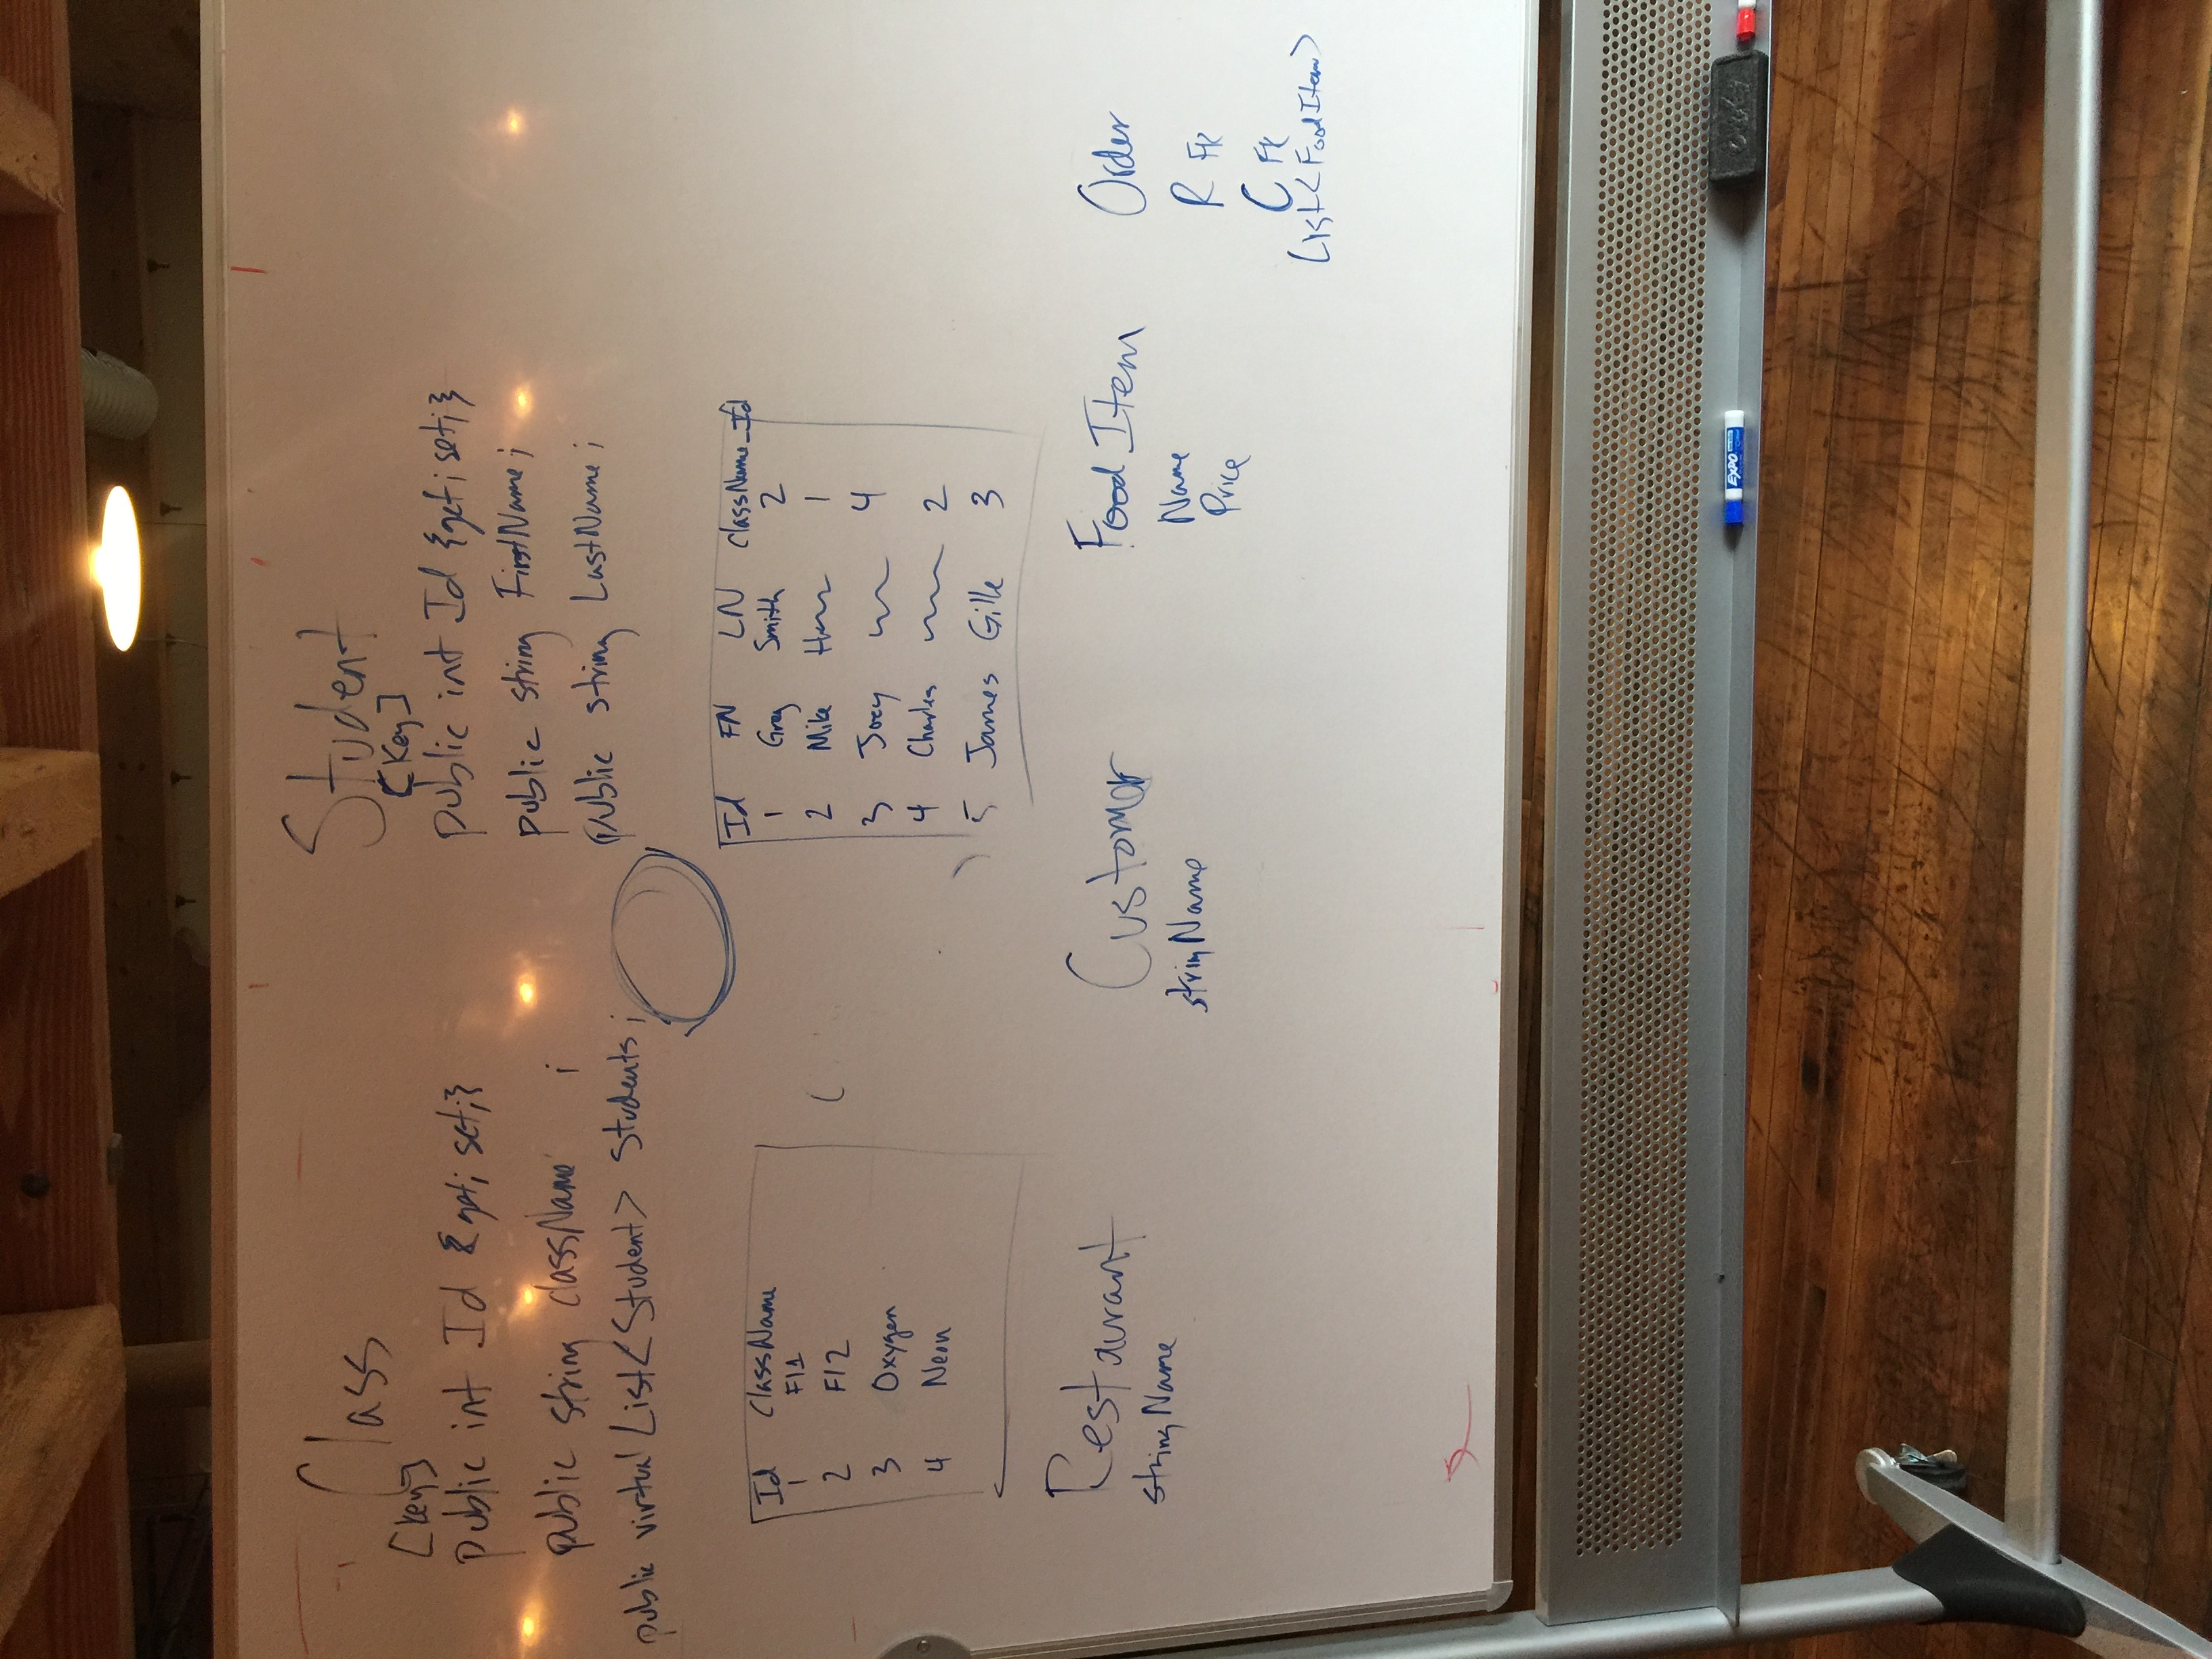 Class
[Key]
public int Id {get; set;}
public string className ;
public virtual List<Student> Students;
Student
[Key]
public int Id {get; set;}
public string FirstName;
public string LastName;
Id ClassName
1 F11
2 F12
3 Oxygen
4 Neon
Id FN LN ClassName_Id
1 Greg Smith 2
2 Mike 1
3 Joey 4
4 Charles 2
5 James Gille 3
Restaurant
string Name
Customer
string Name
Food Item
Name
Price
Order
R FK
C FK
List<FoodItem>
EXPO